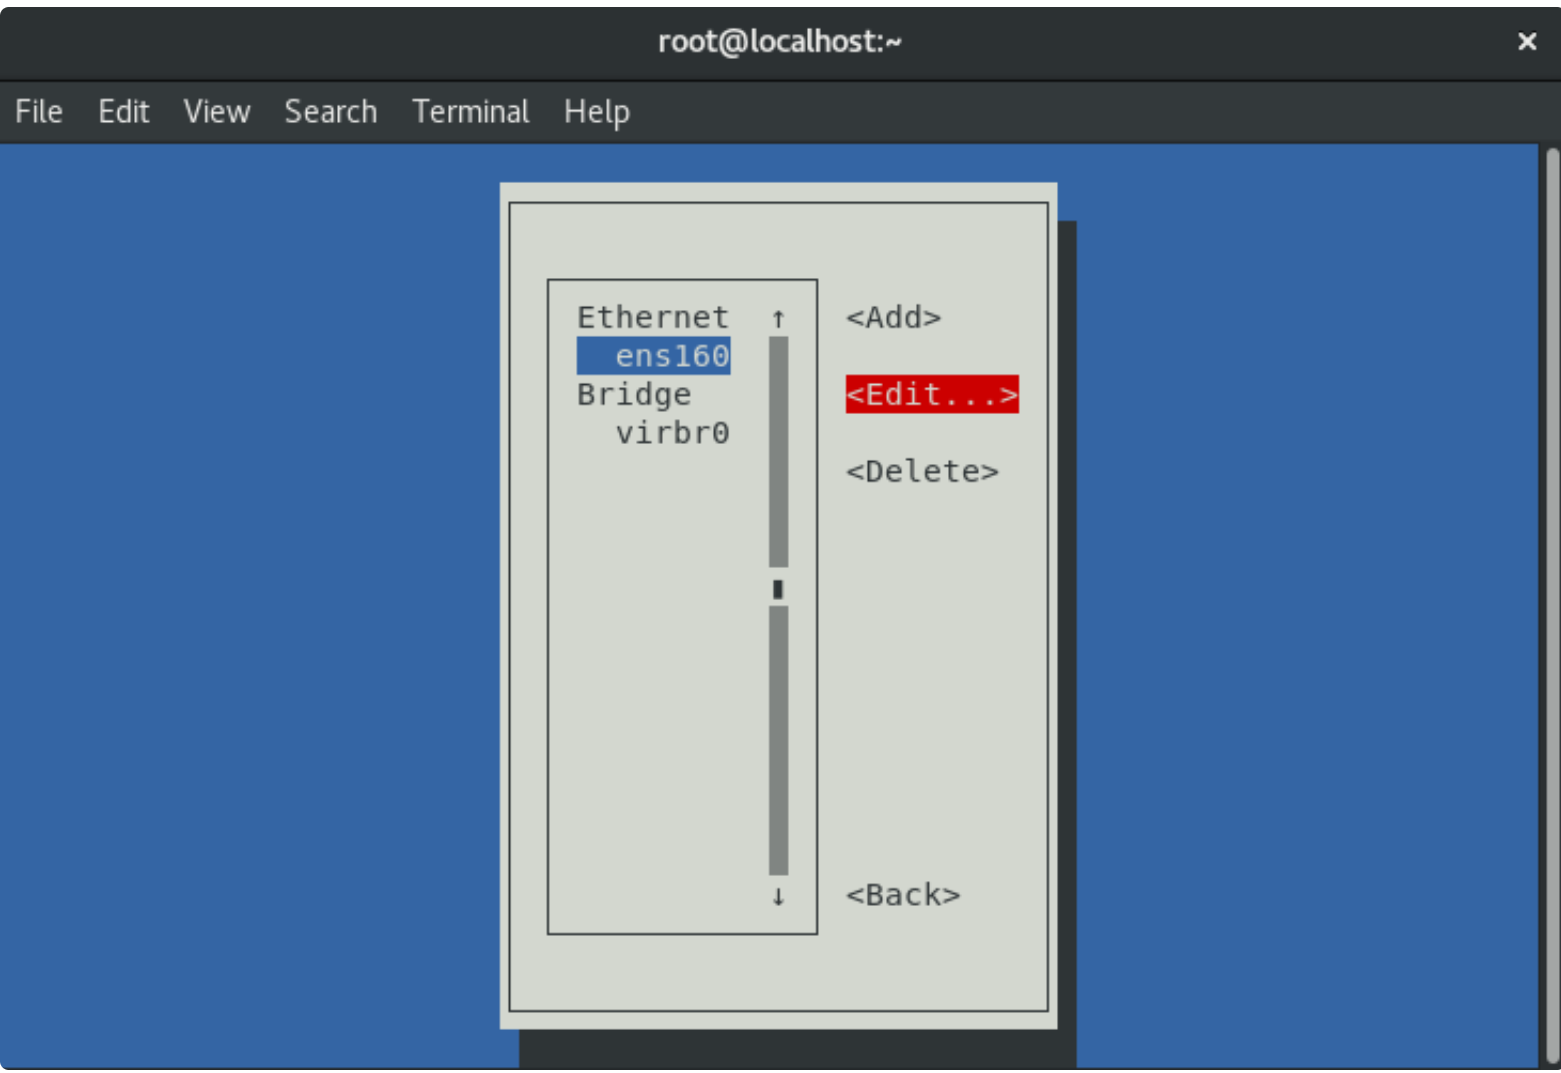 root@localhost:~ ×
File Edit View Search Terminal Help
Ethernet ↑ <Add>
ens160
Bridge <Edit...>
virbr0
<Delete>
↓ <Back>